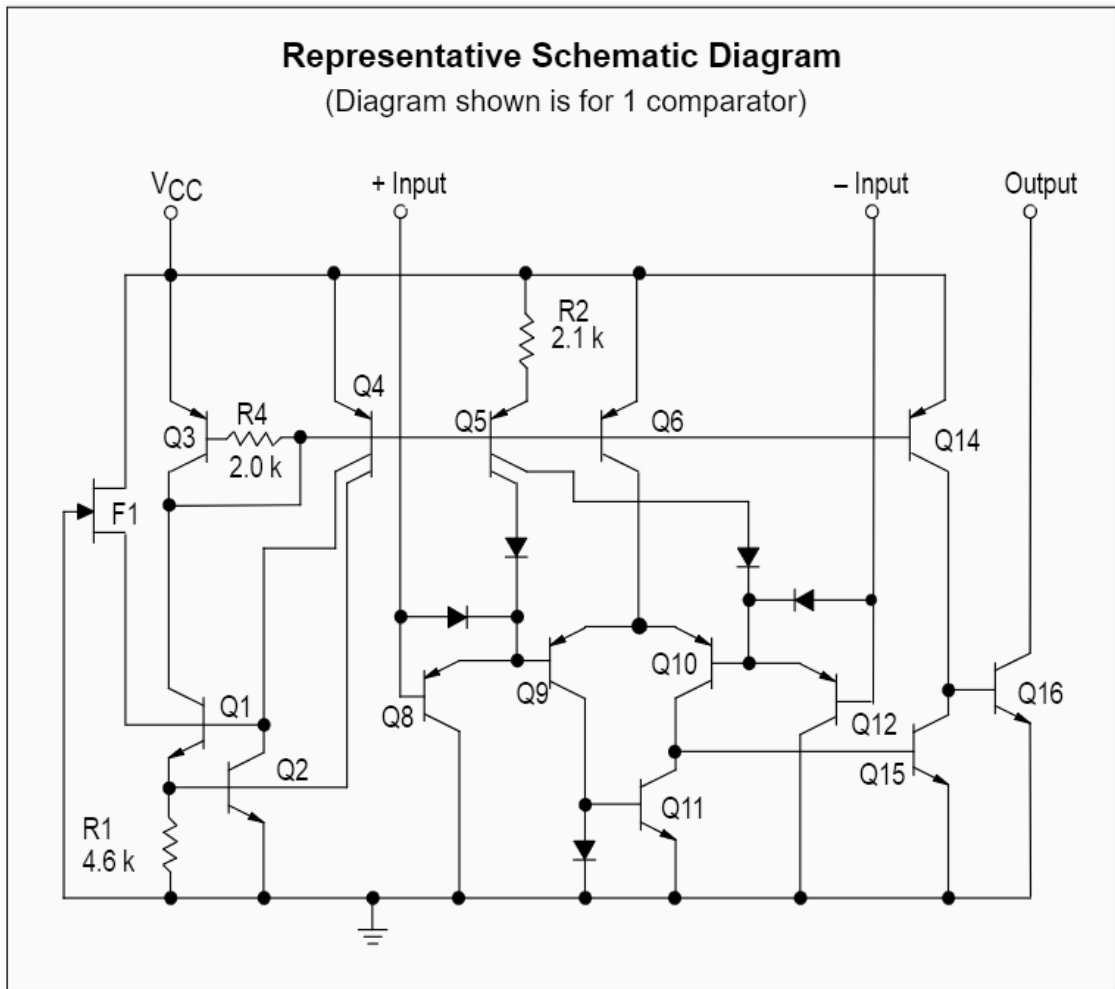 Representative Schematic Diagram
(Diagram shown is for 1 comparator)
VCC
+ Input
– Input
Output
R2
2.1 k
Q4
R4
Q3
2.0 k
Q5
Q6
Q14
F1
Q1
Q8
Q9
Q10
Q12
Q16
Q2
Q15
Q11
R1
4.6 k